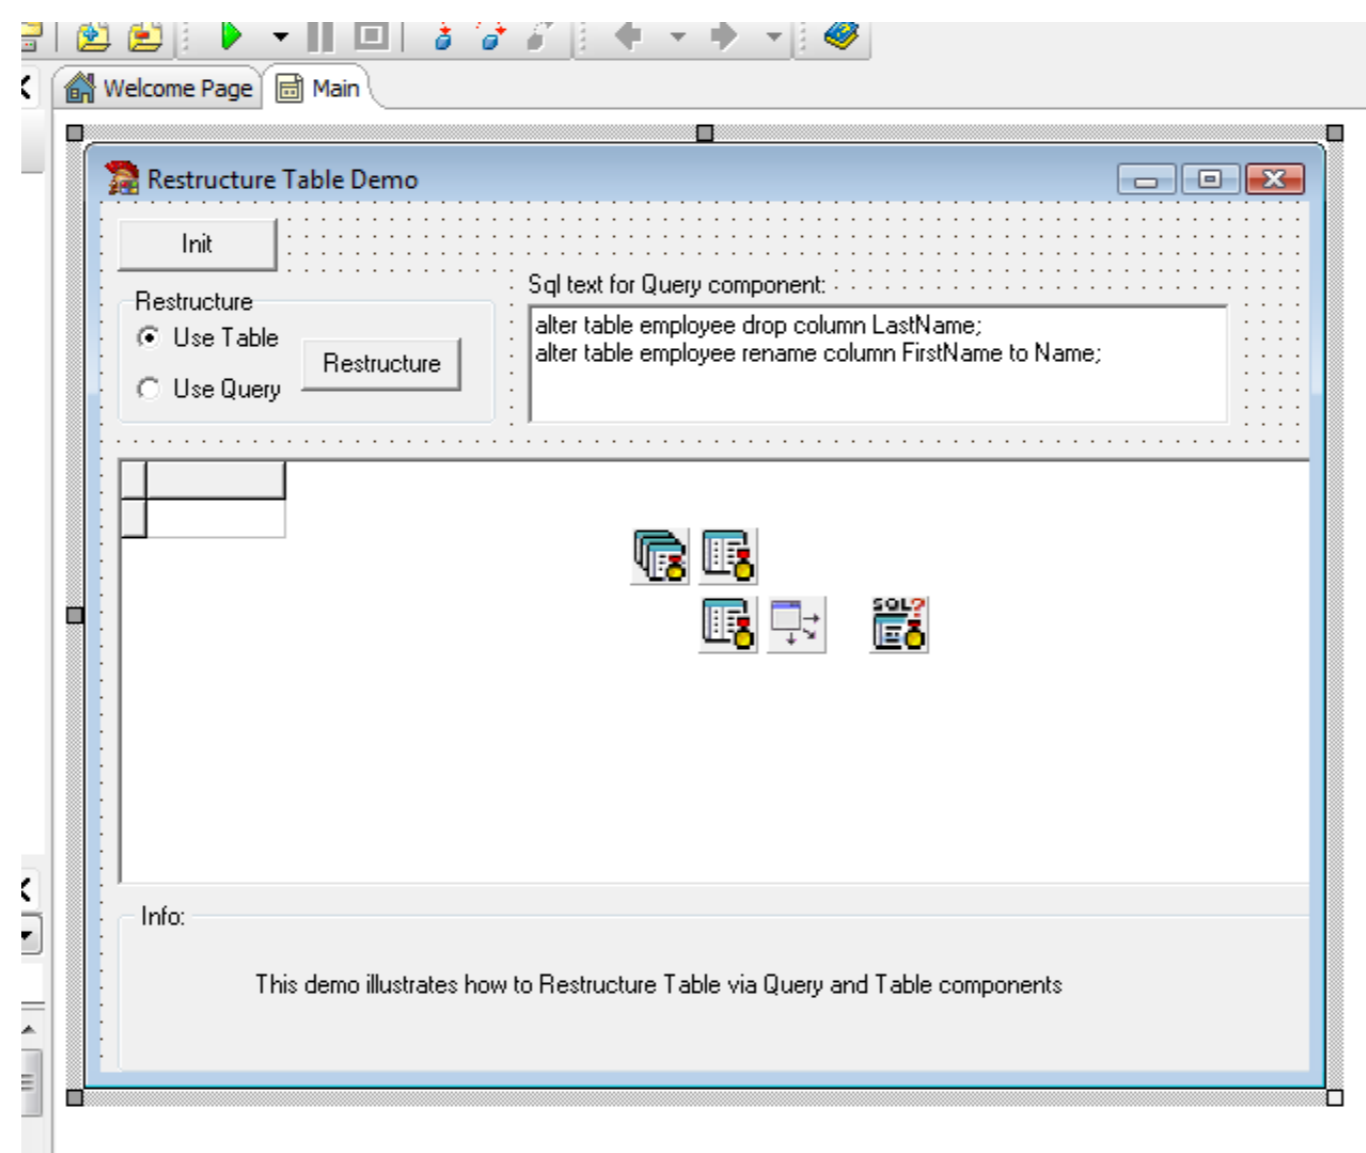 Welcome Page
Main
Restructure Table Demo
Init
Sql text for Query component:
Restructure
Use Table
Use Query
Restructure
alter table employee drop column LastName;
alter table employee rename column FirstName to Name;
SQL?
Info:
This demo illustrates how to Restructure Table via Query and Table components